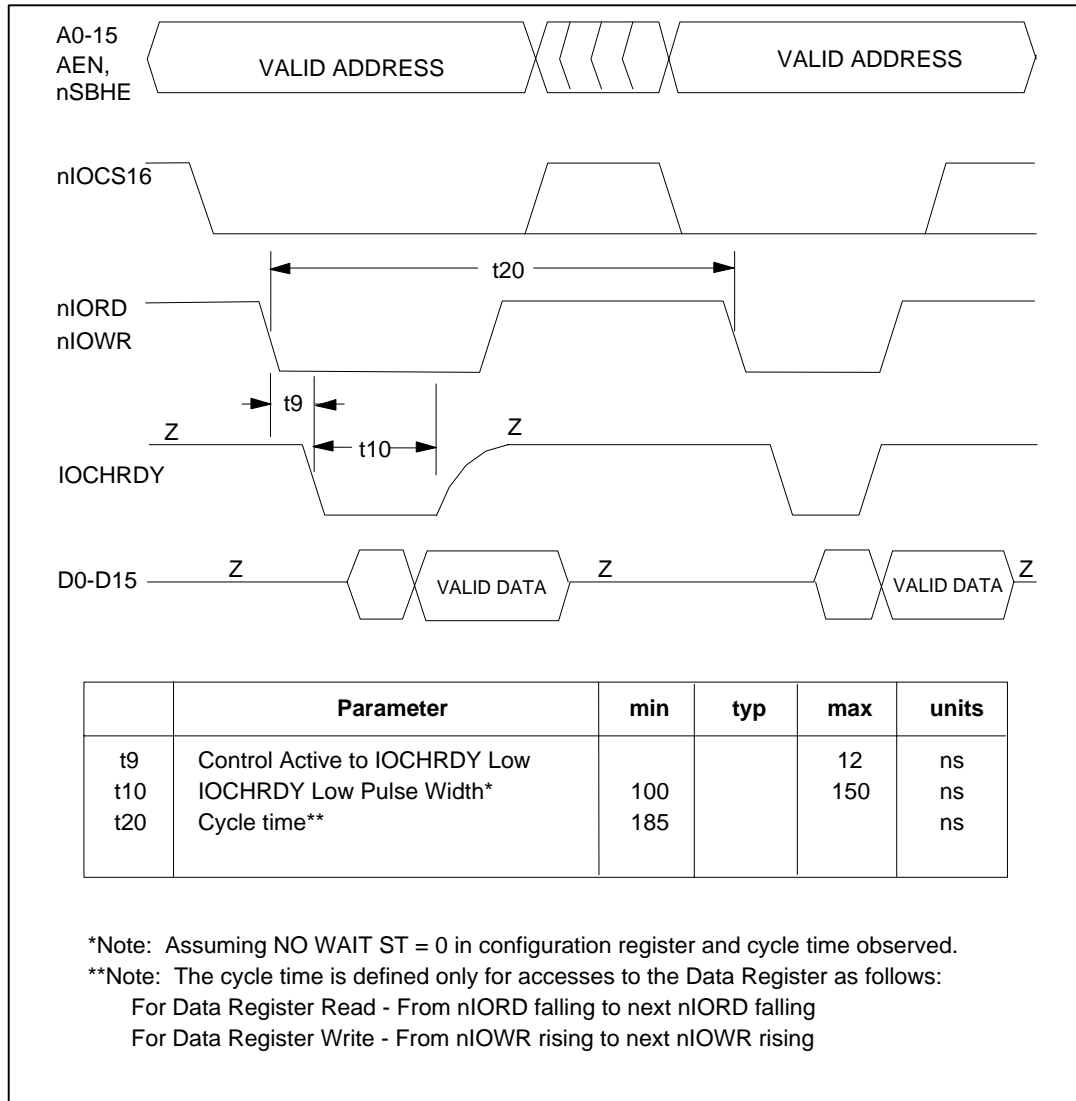 A0-15
AEN,
nSBHE
VALID ADDRESS
VALID ADDRESS
nIOCS16
t20
nIORD
nIOWR
t9
Z
t10
Z
IOCHRDY
D0-D15
Z
VALID DATA
Z
VALID DATA
Z
Parameter min typ max units
t9 Control Active to IOCHRDY Low 12 ns
t10 IOCHRDY Low Pulse Width* 100 150 ns
t20 Cycle time** 185 ns
*Note: Assuming NO WAIT ST = 0 in configuration register and cycle time observed.
**Note: The cycle time is defined only for accesses to the Data Register as follows:
For Data Register Read - From nIORD falling to next nIORD falling
For Data Register Write - From nIOWR rising to next nIOWR rising